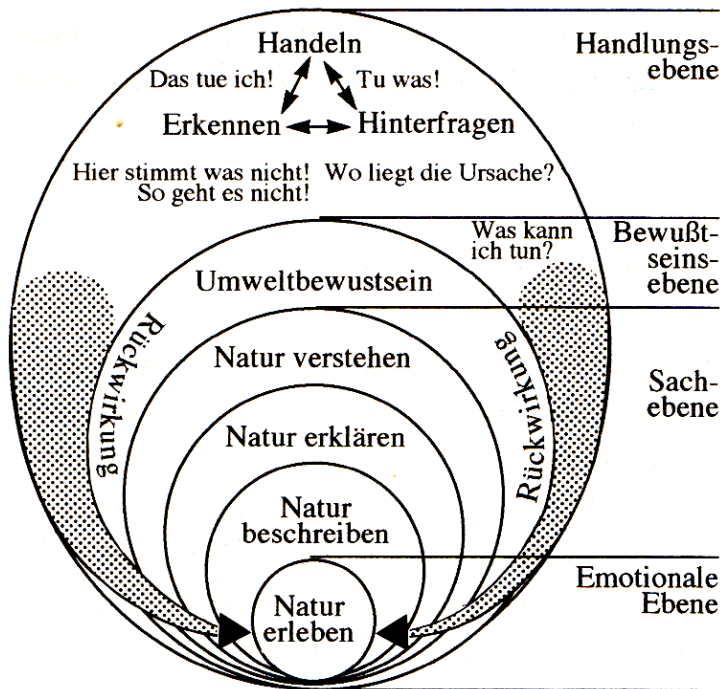 Handeln
Das tue ich! Tu was!
Erkennen Hinterfragen
Hier stimmt was nicht! Wo liegt die Ursache?
So geht es nicht!
Was kann
ich tun?
Umweltbewustsein
Rückwirkung
Rückwirkung
Natur verstehen
Natur erklären
Natur
beschreiben
Natur
erleben
Handlungs-
ebene
Bewußt-
seins-
ebene
Sach-
ebene
Emotionale
Ebene